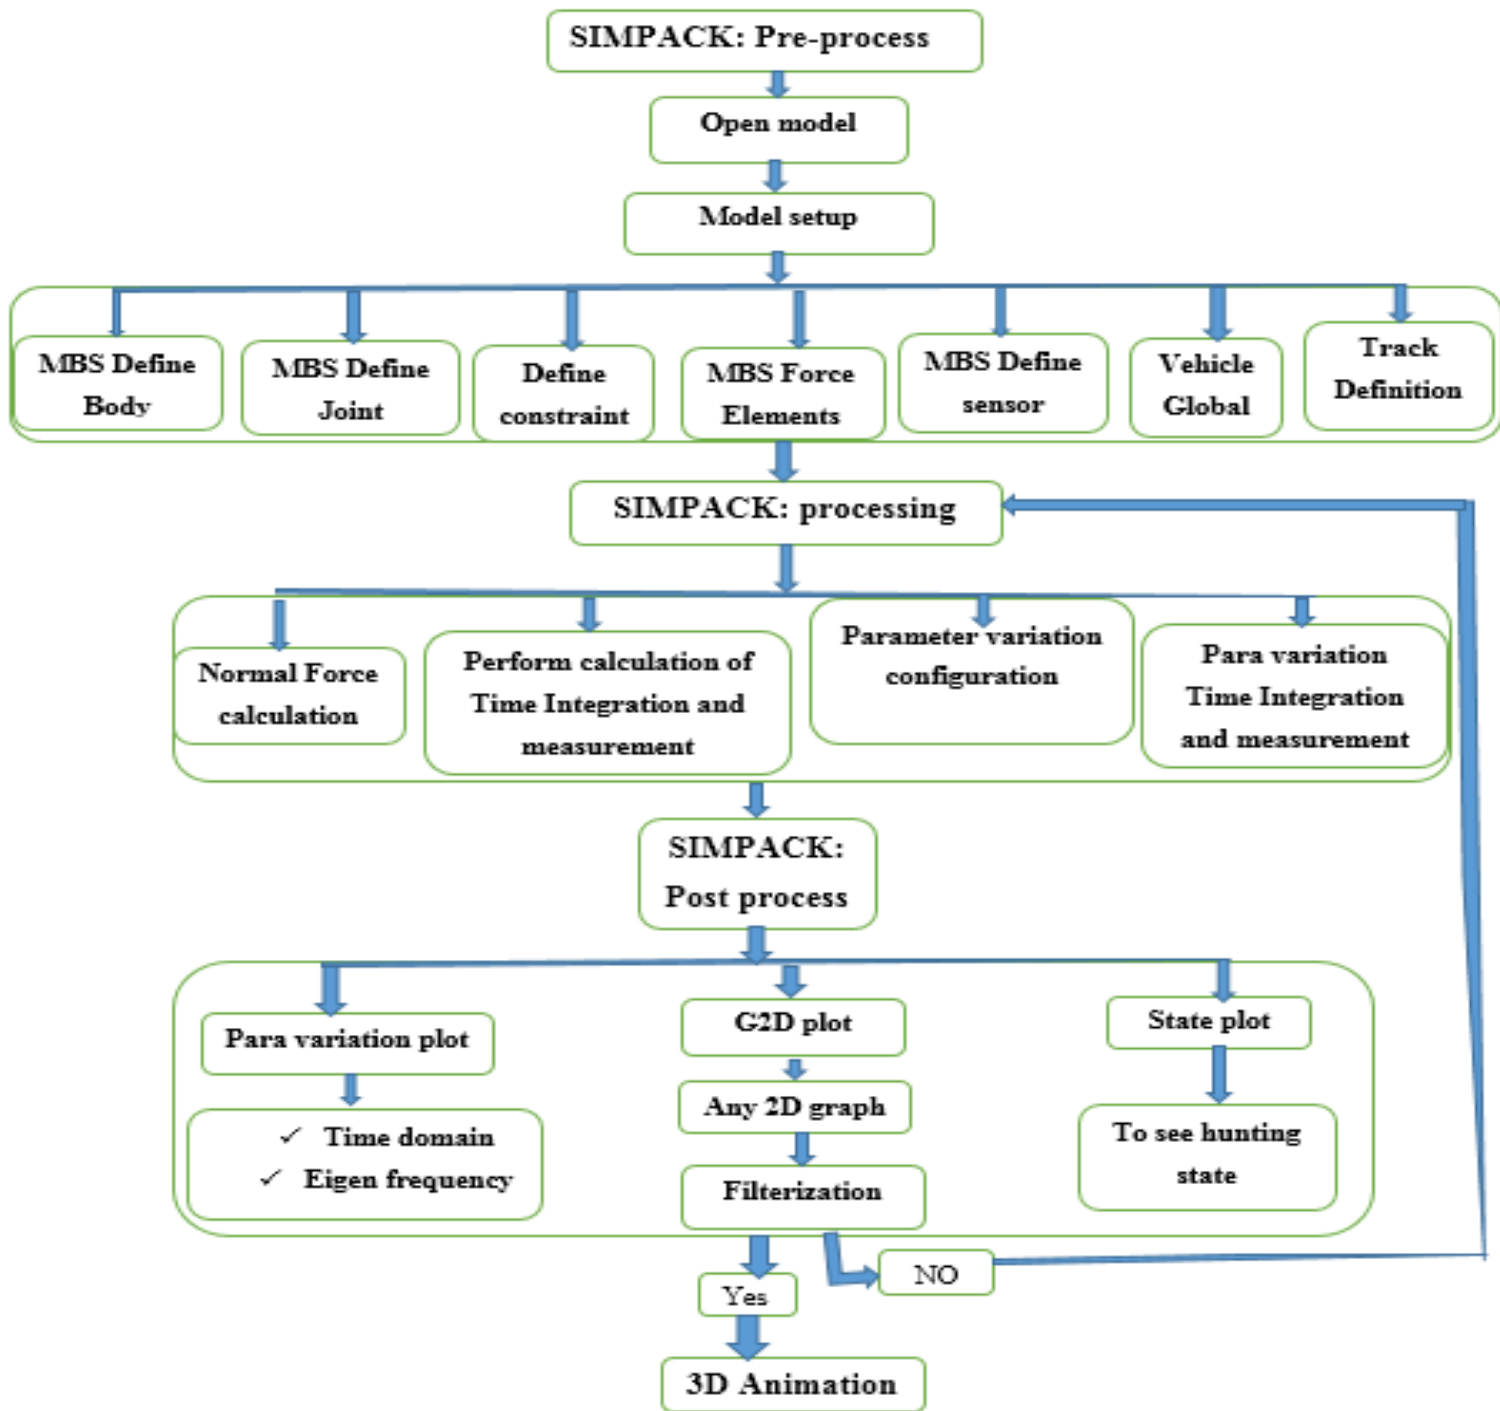 SIMPACK: Pre-process
Open model
Model setup
MBS Define
Body
MBS Define
Joint
Define
constraint
MBS Force
Elements
MBS Define
sensor
Vehicle
Global
Track
Definition
SIMPACK: processing
Normal Force
calculation
Perform calculation of
Time Integration and
measurement
Parameter variation
configuration
Para variation
Time Integration
and measurement
SIMPACK:
Post process
Para variation plot
✓ Time domain
✓ Eigen frequency
G2D plot
Any 2D graph
Filterization
State plot
To see hunting
state
Yes
NO
3D Animation